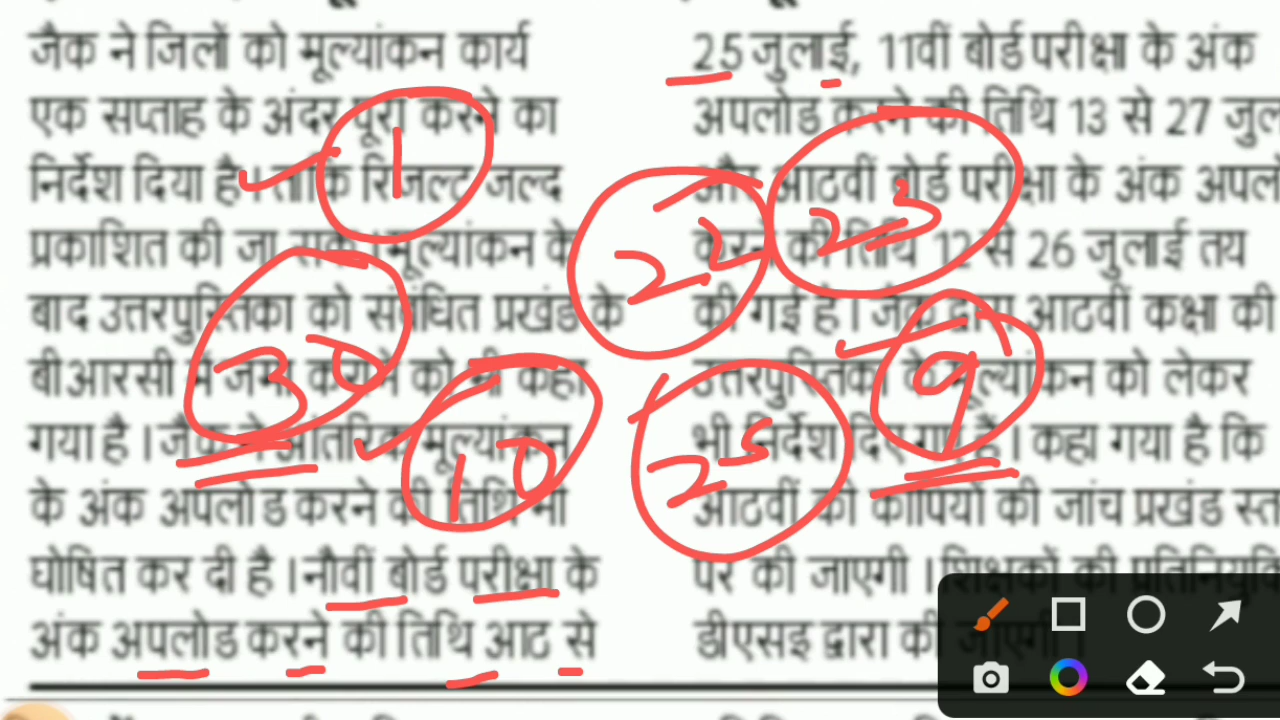 जैक ने जिलों को मूल्यांकन कार्य
एक सप्ताह के अंदर पूरा करने का
निर्देश दिया है। ताकि रिजल्ट जल्द
प्रकाशित की जा सके। मूल्यांकन के
बाद उत्तरपुस्तिका को संबंधित प्रखंड के
बीआरसी में जमा कराने को भी कहा
गया है। जैक ने आंतरिक मूल्यांकन
के अंक अपलोड करने की तिथि भी
घोषित कर दी है। नौवीं बोर्ड परीक्षा के
अंक अपलोड करने की तिथि आठ से
25 जुलाई, 11वीं बोर्ड परीक्षा के अंक
अपलोड करने की तिथि 13 से 27
और आठवीं बोर्ड परीक्षा के अंक
करने की तिथि 12 से 26 जुलाई तय
की गई है। जैक द्वारा आठवीं कक्षा की
उत्तरपुस्तिका के मूल्यांकन को लेकर
भी निर्देश दिए गए हैं। कहा गया है कि
आठवीं की कॉपियों की जांच प्रखंड
पर की जाएगी। शिक्षकों की
डीएसइ द्वारा की जाएगी।
1
22
23
30
10
25
9